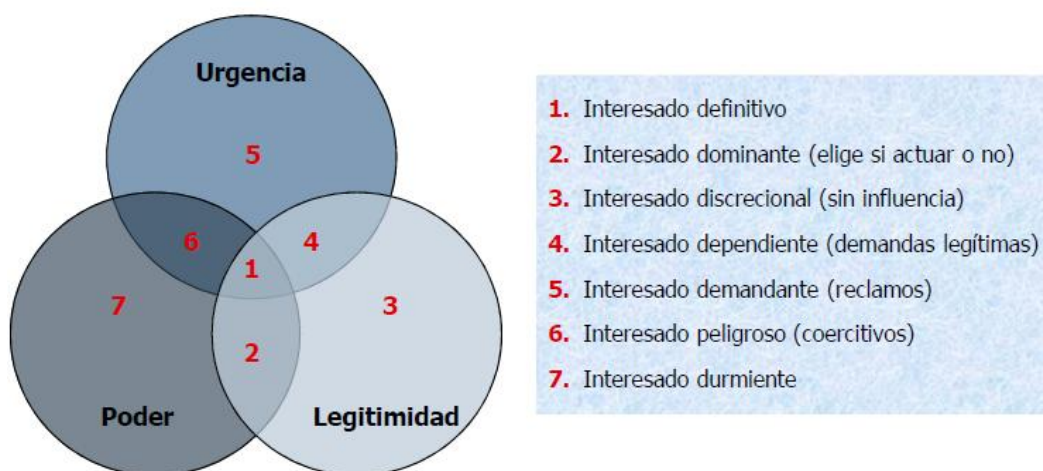 Urgencia
5
6
4
1
7
3
2
Poder
Legitimidad
1. Interesado definitivo
2. Interesado dominante (elige si actuar o no)
3. Interesado discrecional (sin influencia)
4. Interesado dependiente (demandas legítimas)
5. Interesado demandante (reclamos)
6. Interesado peligroso (coercitivos)
7. Interesado durmiente